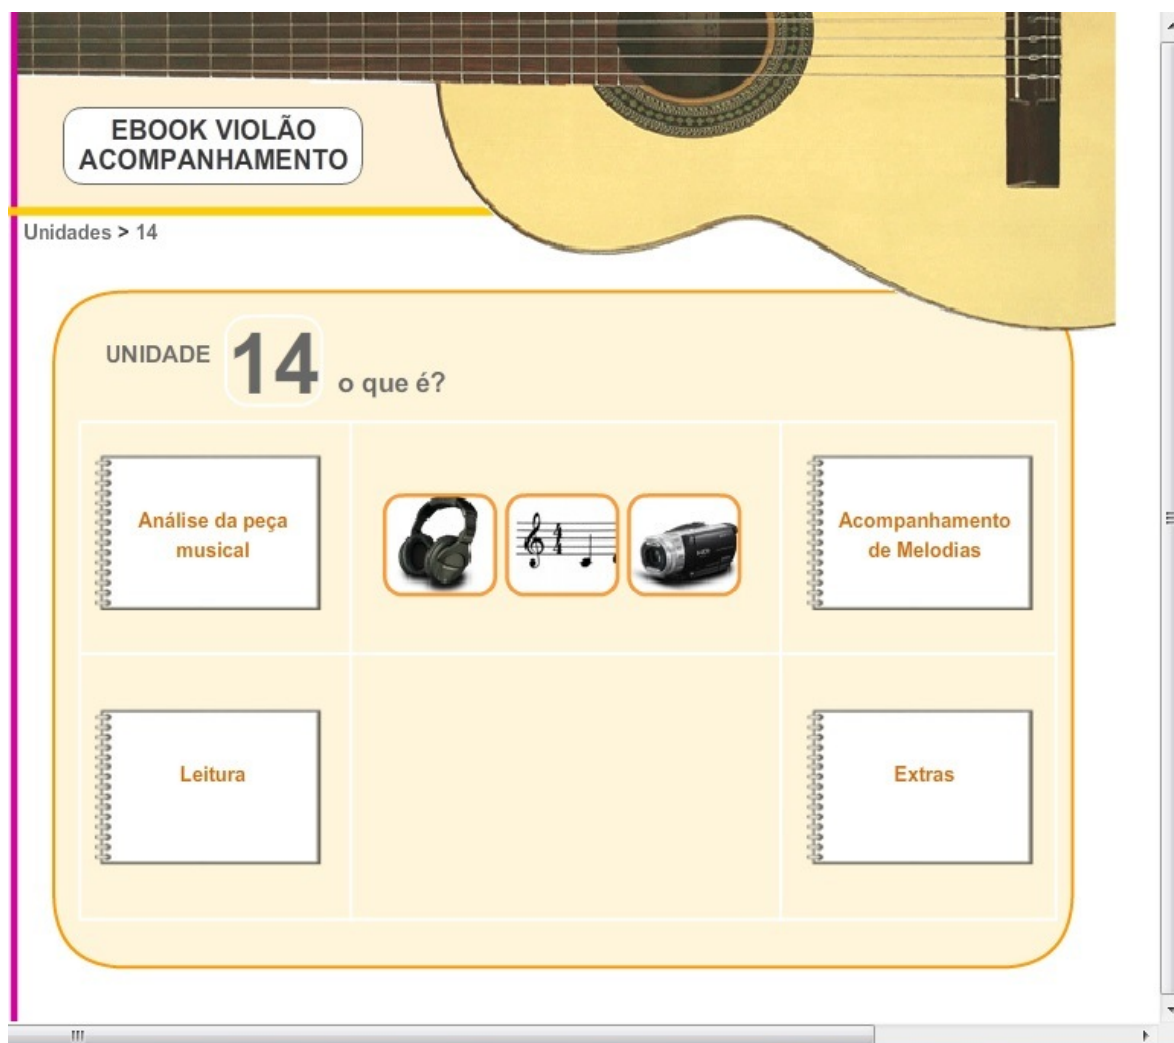 EBOOK VIOLÃO
ACOMPANHAMENTO
Unidades > 14
UNIDADE 14 o que é?
Análise da peça
musical
Acompanhamento
de Melodias
Leitura
Extras